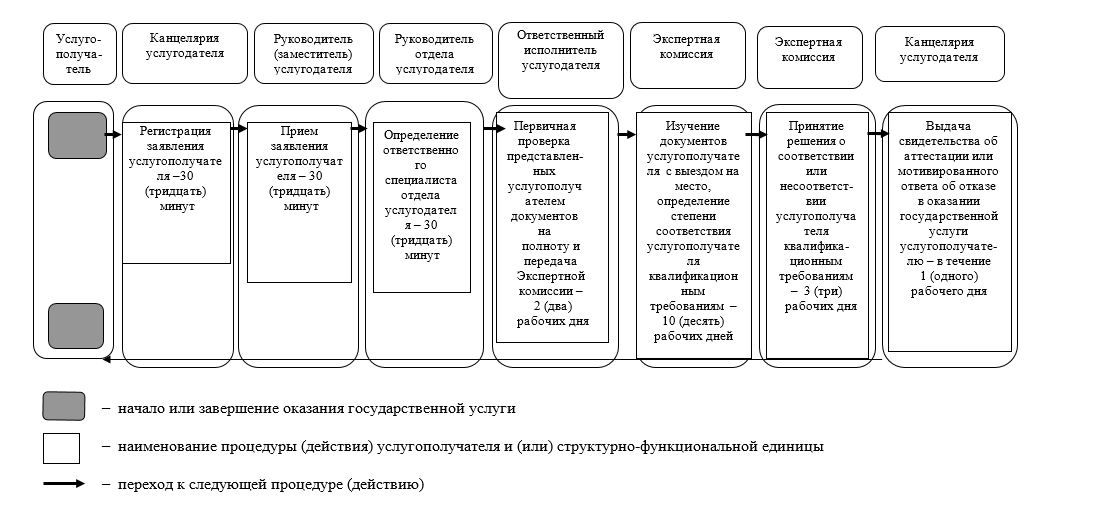 Услуго-
получа-
тель
Канцелярия
услугодателя
Руководитель
(заместитель)
услугодателя
Руководитель
отдела
услугодателя
Ответственный
исполнитель
услугодателя
Экспертная
комиссия
Экспертная
комиссия
Канцелярия
услугодателя
Регистрация
заявления
услугополучате
ля –30
(тридцать)
минут
Прием
заявления
услугополучат
еля – 30
(тридцать)
минут
Определение
ответственно
го
специалиста
отдела
услугодател
я – 30
(тридцать)
минут
Первичная
проверка
представлен-
ных
услугополуч
ателем
документов
на
полноту и
передача
Экспертной
комиссии –
2 (два)
рабочих дня
Изучение
документов
услугополучате
ля с выездом на
место,
определение
степени
соответствия
услугополучате
ля
квалификацион
ным
требованиям –
10 (десять)
рабочих дней
Принятие
решения о
соответствии
или
несоответст-
вии
услугополуча
теля
квалифика-
ционным
требованиям
– 3 (три)
рабочих дня
Выдача
свидетельства об
аттестации или
мотивированного
ответа об отказе
в оказании
государственной
услуги
услугополучате-
лю – в течение
1 (одного)
рабочего дня
– начало или завершение оказания государственной услуги
– наименование процедуры (действия) услугополучателя и (или) структурно-функциональной единицы
– переход к следующей процедуре (действию)